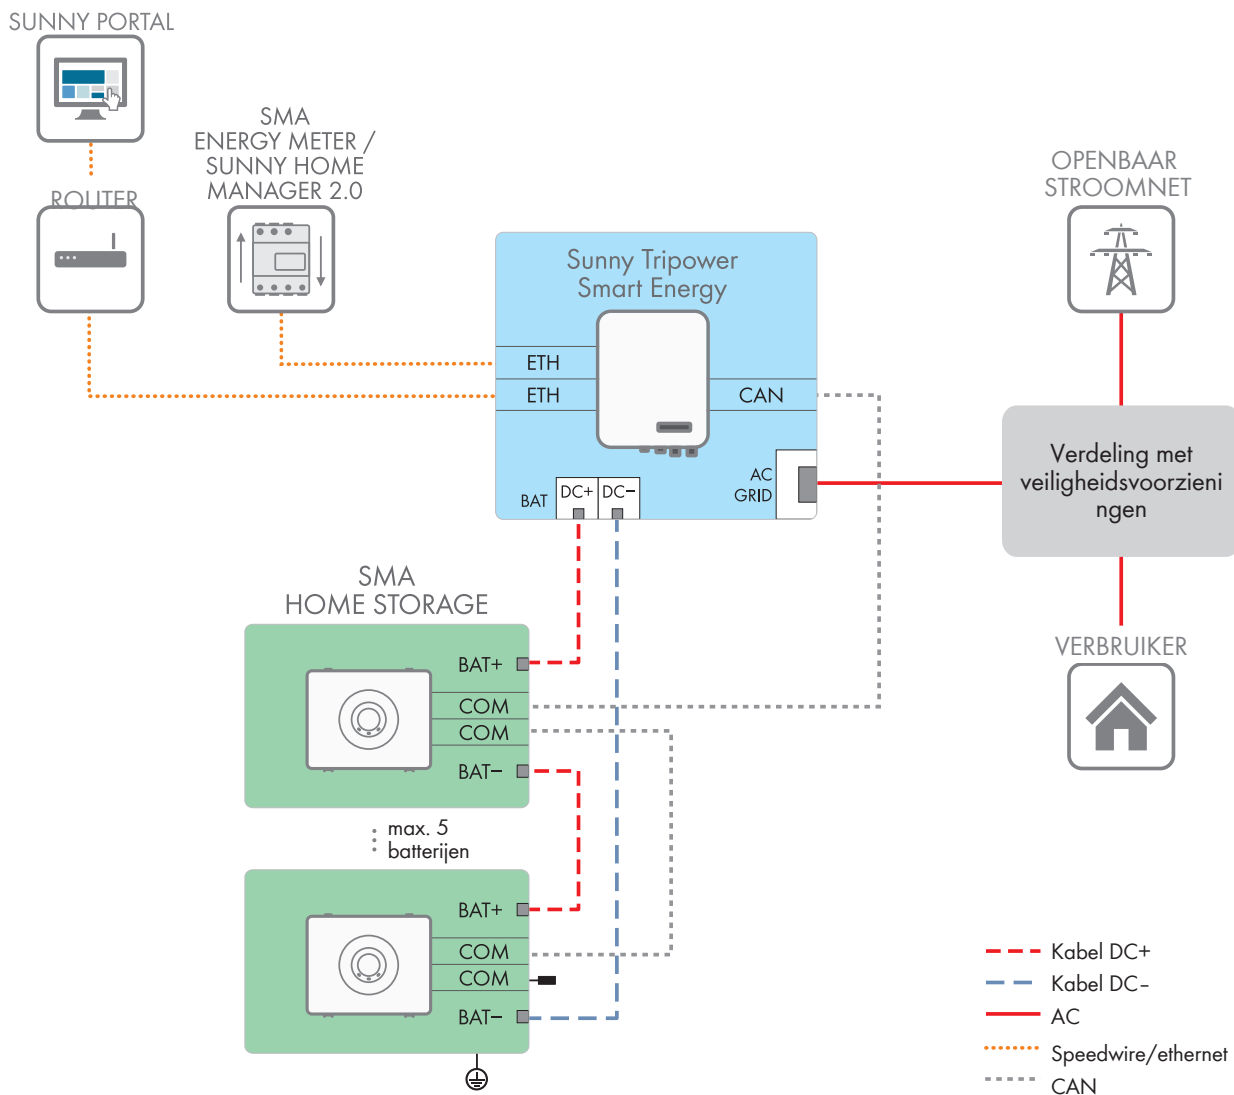 SUNNY PORTAL
ROUTER
SMA
ENERGY METER /
SUNNY HOME
MANAGER 2.0
OPENBAAR
STROOMNET
Sunny Tripower
Smart Energy
ETH
ETH
CAN
AC
GRID
BAT
DC+
DC–
Verdeling met
veiligheidsvoorzieni
ngen
VERBRUIKER
SMA
HOME STORAGE
BAT+
COM
COM
BAT–
max. 5
batterijen
BAT+
COM
COM
BAT–
Kabel DC+
Kabel DC–
AC
Speedwire/ethernet
CAN